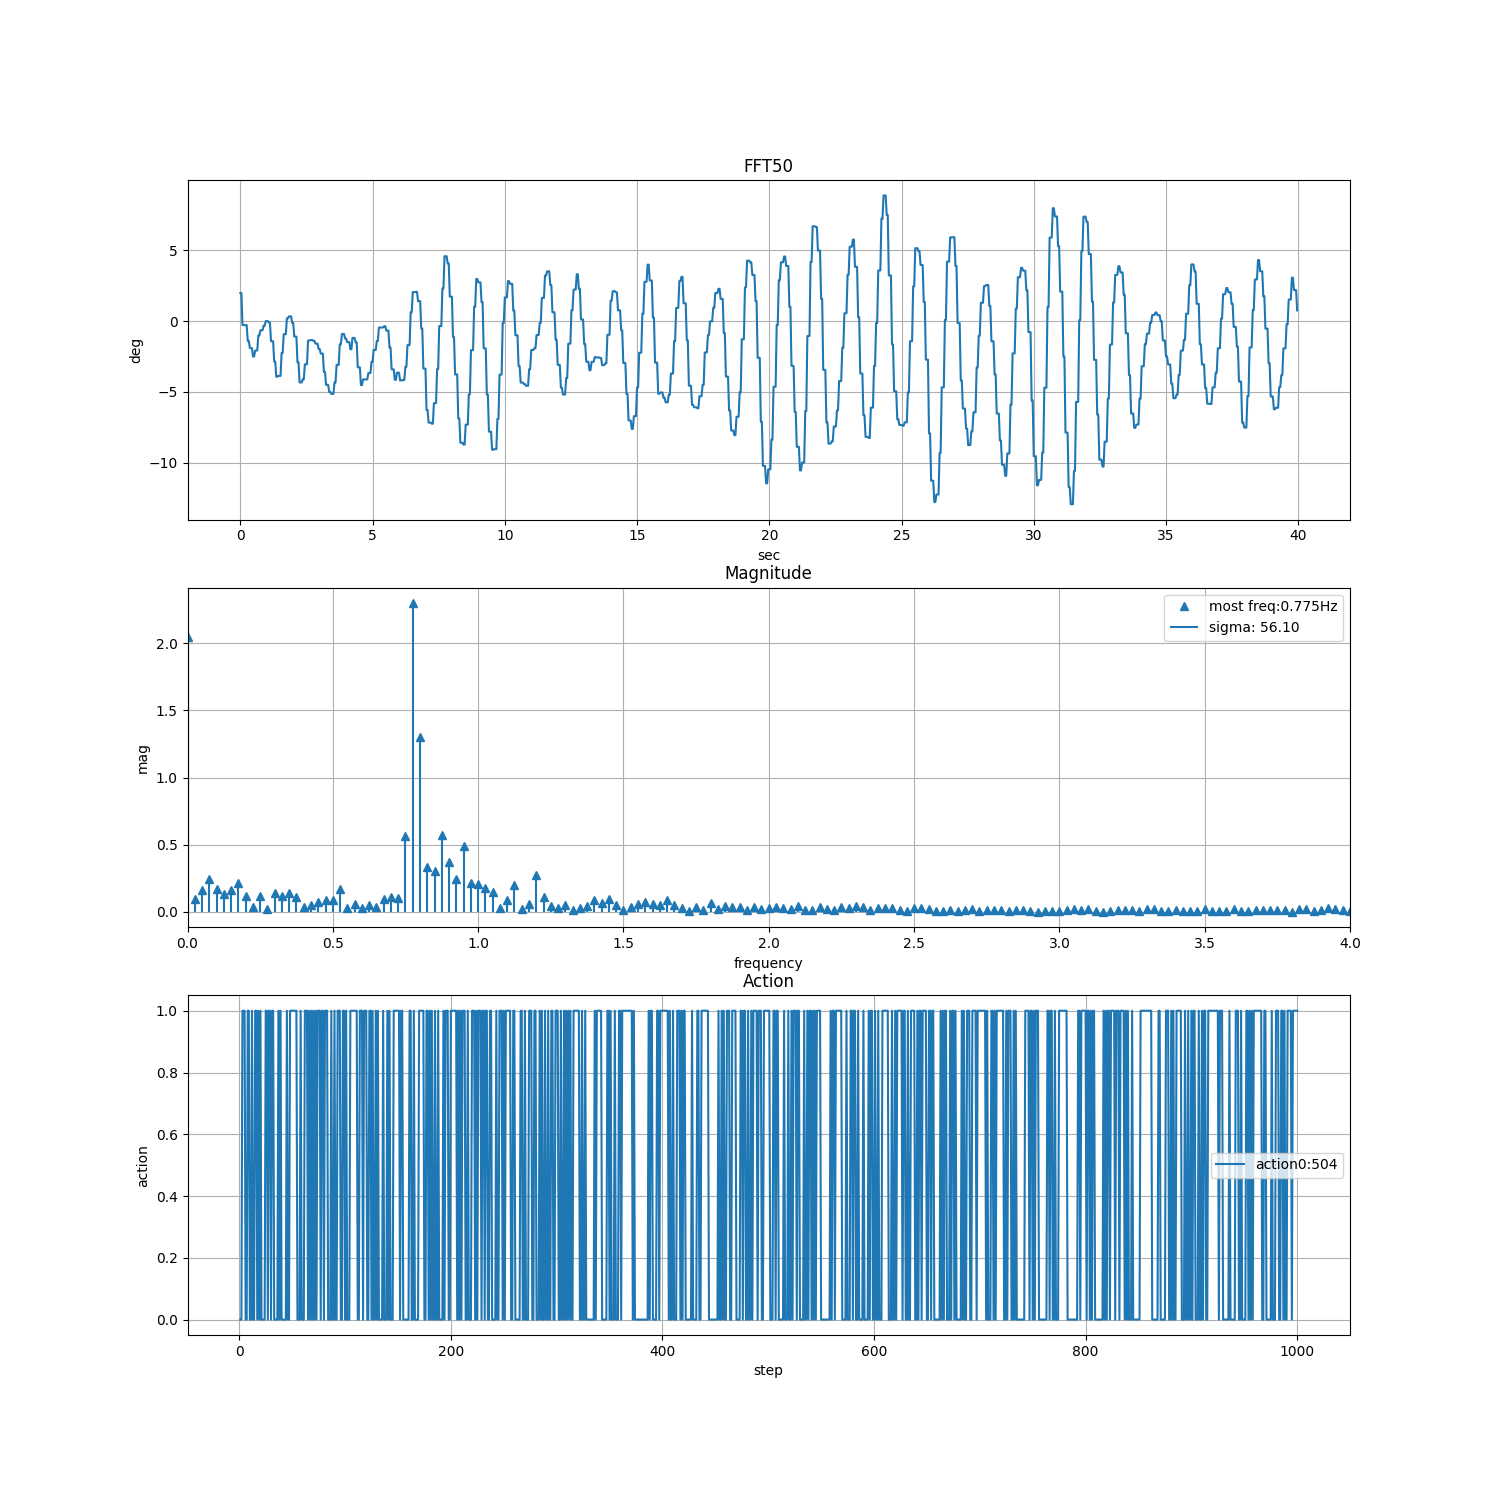 FFT50
deg
5
0
−5
−10
0 5 10 15 20 25 30 35 40
sec
Magnitude
mag
2.0
1.5
1.0
0.5
0.0
most freq:0.775Hz
sigma: 56.10
0.0 0.5 1.0 1.5 2.0 2.5 3.0 3.5 4.0
frequency
Action
action
1.0
0.8
0.6
0.4
0.2
0.0
action0:504
0 200 400 600 800 1000
step